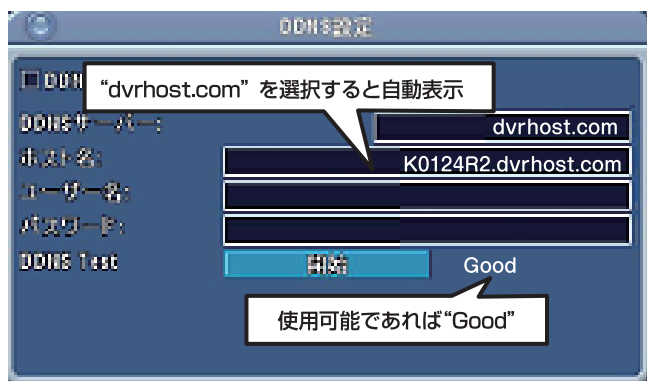 DDNS設定
DDN
“dvrhost.com” を選択すると自動表示
DDNSサーバー:
dvrhost.com
ホスト名:
K0124R2.dvrhost.com
ユーザー名:
パスワード:
DDNS Test
開始
Good
使用可能であれば“Good”